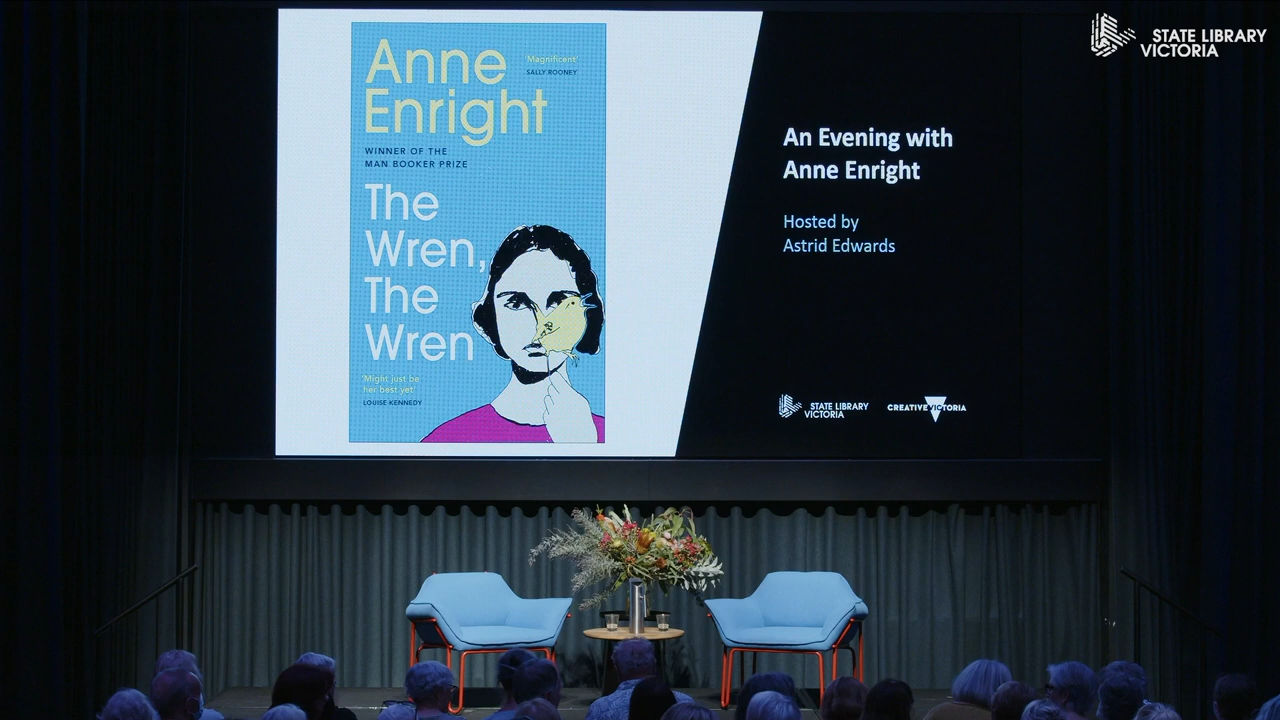 STATE LIBRARY
VICTORIA
Anne
Enright
'Magnificent'
SALLY ROONEY
WINNER OF THE
MAN BOOKER PRIZE
The
Wren,
The
Wren
'Might just be
her best yet'
LOUISE KENNEDY
An Evening with
Anne Enright
Hosted by
Astrid Edwards
STATE LIBRARY
VICTORIA
CREATIVE VICTORIA